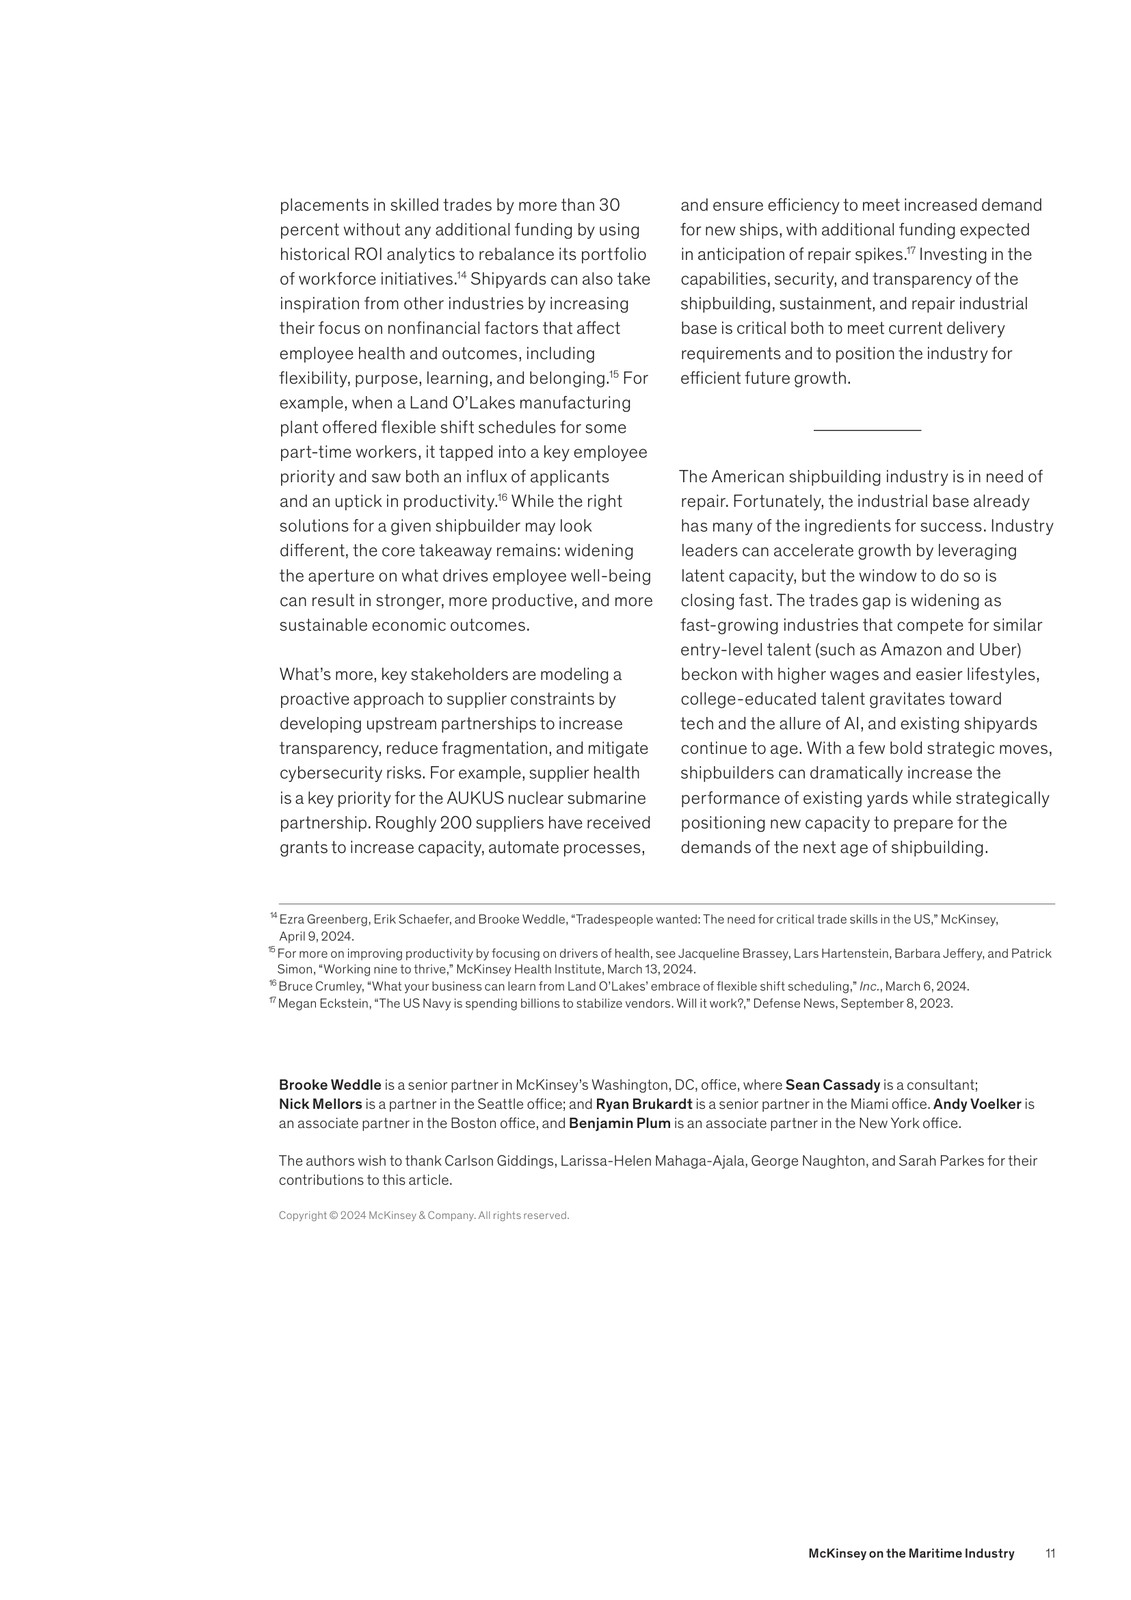 placements in skilled trades by more than 30
percent without any additional funding by using
historical ROI analytics to rebalance its portfolio
of workforce initiatives.14 Shipyards can also take
inspiration from other industries by increasing
their focus on nonfinancial factors that affect
employee health and outcomes, including
flexibility, purpose, learning, and belonging.15 For
example, when a Land O’Lakes manufacturing
plant offered flexible shift schedules for some
part-time workers, it tapped into a key employee
priority and saw both an influx of applicants
and an uptick in productivity.16 While the right
solutions for a given shipbuilder may look
different, the core takeaway remains: widening
the aperture on what drives employee well-being
can result in stronger, more productive, and more
sustainable economic outcomes.
What’s more, key stakeholders are modeling a
proactive approach to supplier constraints by
developing upstream partnerships to increase
transparency, reduce fragmentation, and mitigate
cybersecurity risks. For example, supplier health
is a key priority for the AUKUS nuclear submarine
partnership. Roughly 200 suppliers have received
grants to increase capacity, automate processes,
and ensure efficiency to meet increased demand
for new ships, with additional funding expected
in anticipation of repair spikes.17 Investing in the
capabilities, security, and transparency of the
shipbuilding, sustainment, and repair industrial
base is critical both to meet current delivery
requirements and to position the industry for
efficient future growth.
The American shipbuilding industry is in need of
repair. Fortunately, the industrial base already
has many of the ingredients for success. Industry
leaders can accelerate growth by leveraging
latent capacity, but the window to do so is
closing fast. The trades gap is widening as
fast-growing industries that compete for similar
entry-level talent (such as Amazon and Uber)
beckon with higher wages and easier lifestyles,
college-educated talent gravitates toward
tech and the allure of AI, and existing shipyards
continue to age. With a few bold strategic moves,
shipbuilders can dramatically increase the
performance of existing yards while strategically
positioning new capacity to prepare for the
demands of the next age of shipbuilding.
14 Ezra Greenberg, Erik Schaefer, and Brooke Weddle, “Tradespeople wanted: The need for critical trade skills in the US,” McKinsey,
April 9, 2024.
15 For more on improving productivity by focusing on drivers of health, see Jacqueline Brassey, Lars Hartenstein, Barbara Jeffery, and Patrick
Simon, “Working nine to thrive,” McKinsey Health Institute, March 13, 2024.
16 Bruce Crumley, “What your business can learn from Land O’Lakes’ embrace of flexible shift scheduling,” Inc., March 6, 2024.
17 Megan Eckstein, “The US Navy is spending billions to stabilize vendors. Will it work?,” Defense News, September 8, 2023.
Brooke Weddle is a senior partner in McKinsey’s Washington, DC, office, where Sean Cassady is a consultant;
Nick Mellors is a partner in the Seattle office; and Ryan Brukardt is a senior partner in the Miami office. Andy Voelker is
an associate partner in the Boston office, and Benjamin Plum is an associate partner in the New York office.
The authors wish to thank Carlson Giddings, Larissa-Helen Mahaga-Ajala, George Naughton, and Sarah Parkes for their
contributions to this article.
Copyright © 2024 McKinsey & Company. All rights reserved.
McKinsey on the Maritime Industry 11